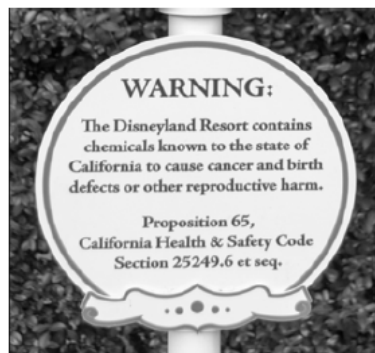 WARNING:
The Disneyland Resort contains
chemicals known to the state of
California to cause cancer and birth
defects or other reproductive harm.
Proposition 65,
California Health & Safety Code
Section 25249.6 et seq.